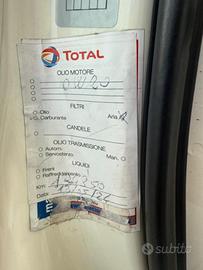 TOTAL
OLIO MOTORE
0W20
FILTRI
Olio
Carburante
Aria
CANDELE
OLIO TRASMISSIONE
Autom.
Servosterzo
Man.
LIQUIDI
Freni
Raffreddamento
Km
Data
subito